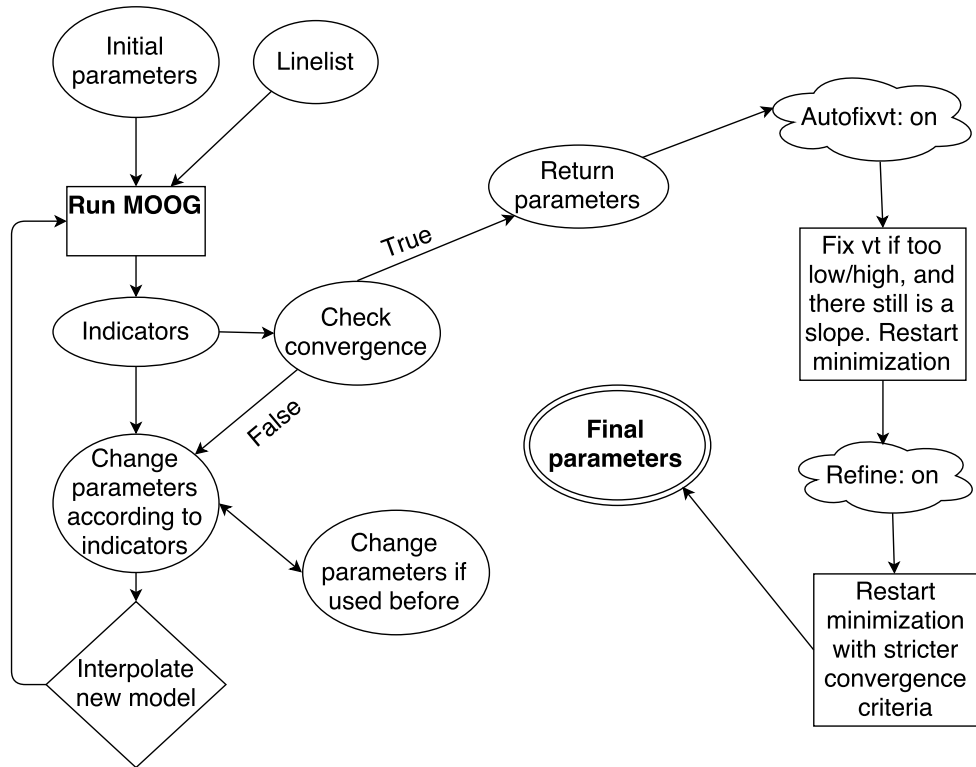 Initial
parameters
Linelist
Run MOOG
Indicators
Check
convergence
True
False
Return
parameters
Autofixvt: on
Fix vt if too
low/high, and
there still is a
slope. Restart
minimization
Refine: on
Restart
minimization
with stricter
convergence
criteria
Final
parameters
Change
parameters
according to
indicators
Change
parameters if
used before
Interpolate
new model